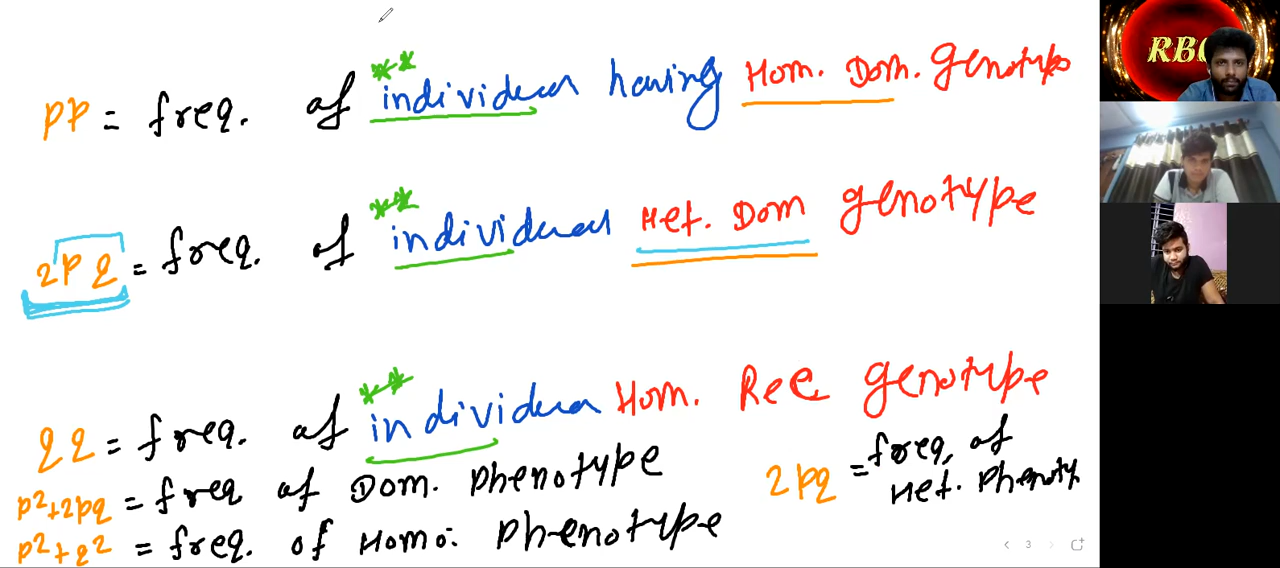 PP = freq. of individual having Hom. Dom. genotype
2Pq = freq. of individual Het. Dom genotype
qq = freq. of individual Hom. Rec. genotype
p²+2pq = freq of Dom. Phenotype
p²+q² = freq. of Homo. Phenotype
2pq = freq. of
Het. Phenoty
3
RBC